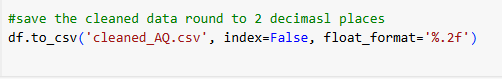 #save the cleaned data round to 2 decimasl places
df.to_csv('cleaned_AQ.csv', index=False, float_format='%.2f')